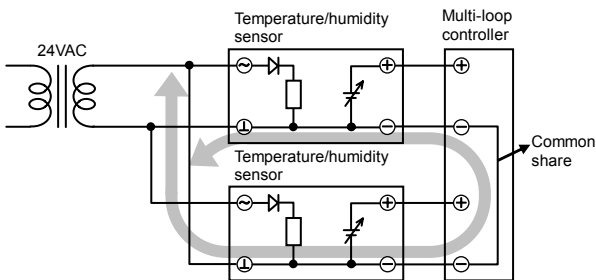 Temperature/humidity
sensor
Multi-loop
controller
24VAC
Common
share
Temperature/humidity
sensor